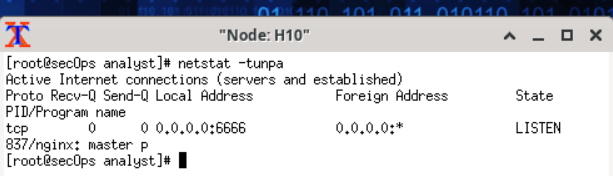 "Node: H10"
[root@secOps analyst]# netstat -tunpa
Active Internet connections (servers and established)
Proto Recv-Q Send-Q Local Address           Foreign Address         State
PID/Program name
tcp        0      0 0.0.0.0:6666            0.0.0.0:*               LISTEN
837/nginx: master p
[root@secOps analyst]#